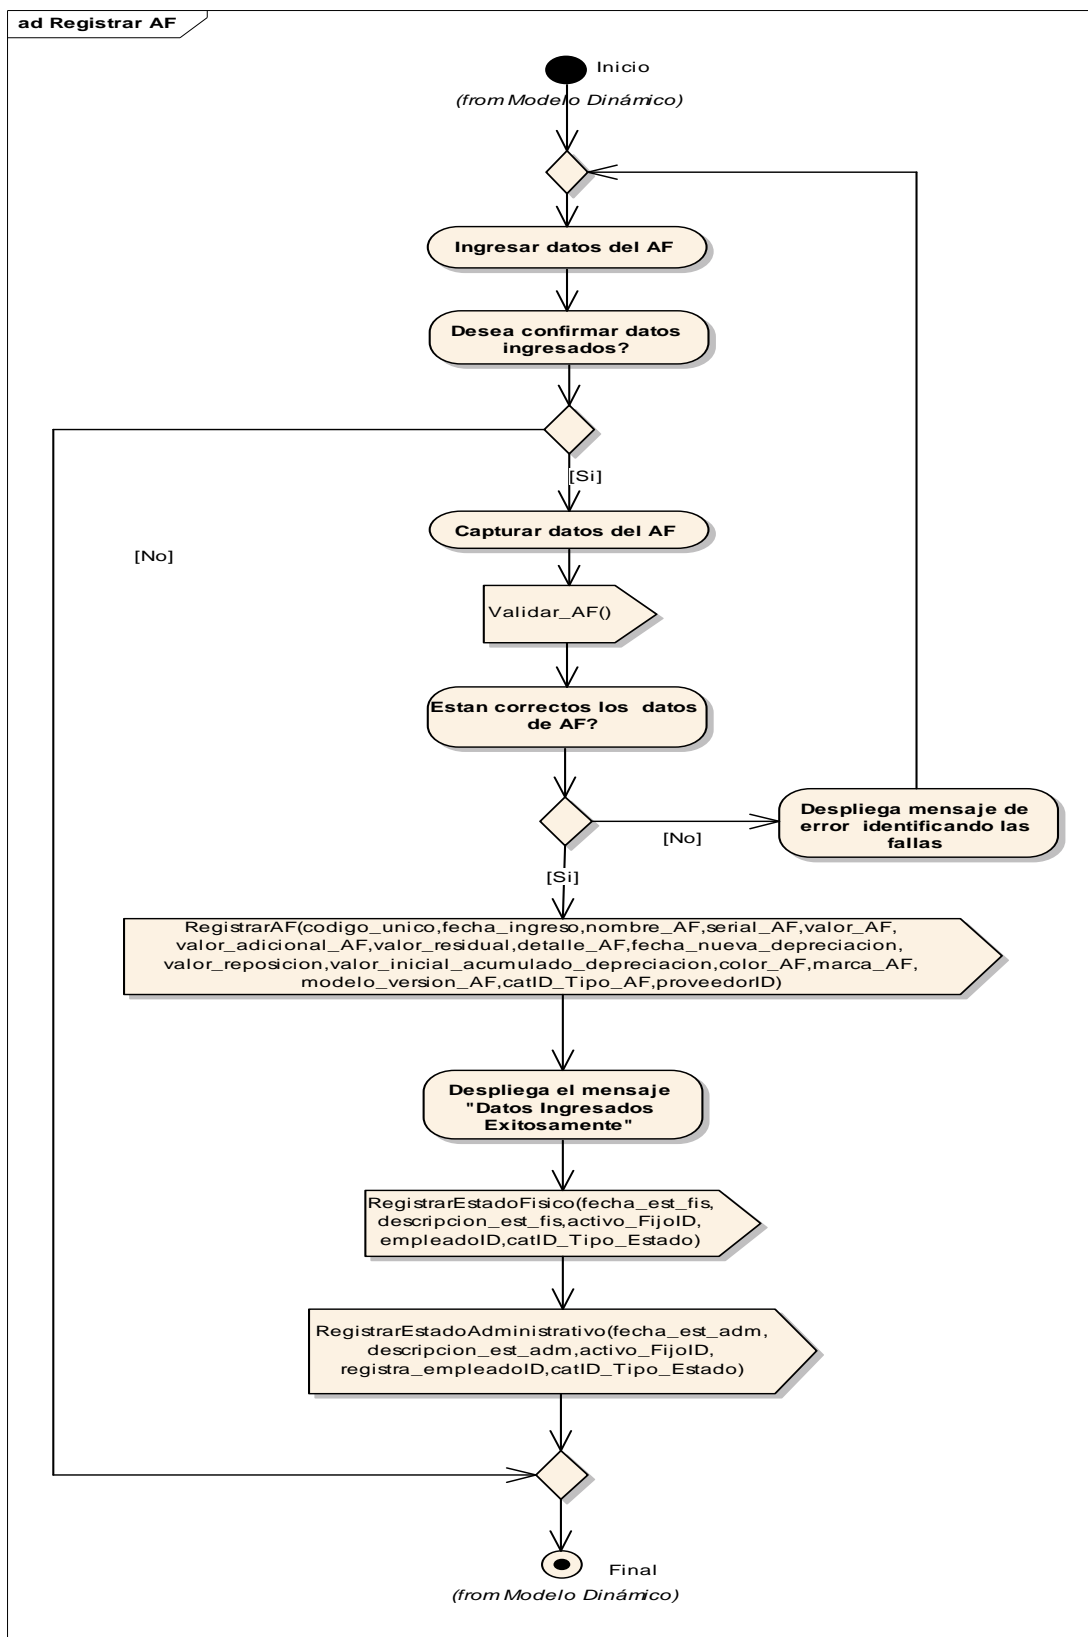 ad Registrar AF
Inicio
(from Modelo Dinámico)
Ingresar datos del AF
Desea confirmar datos
ingresados?
[Si]
Capturar datos del AF
[No]
Validar_AF()
Estan correctos los datos
de AF?
Despliega mensaje de
error identificando las
fallas
[No]
[Si]
RegistrarAF(codigo_unico,fecha_ingreso,nombre_AF,serial_AF,valor_AF,
valor_adicional_AF,valor_residual,detalle_AF,fecha_nueva_depreciacion,
valor_reposicion,valor_inicial_acumulado_depreciacion,color_AF,marca_AF,
modelo_version_AF,catID_Tipo_AF,proveedorID)
Despliega el mensaje
"Datos Ingresados
Exitosamente"
RegistrarEstadoFisico(fecha_est_fis,
descripcion_est_fis,activo_FijoID,
empleadoID,catID_Tipo_Estado)
RegistrarEstadoAdministrativo(fecha_est_adm,
descripcion_est_adm,activo_FijoID,
registra_empleadoID,catID_Tipo_Estado)
Final
(from Modelo Dinámico)